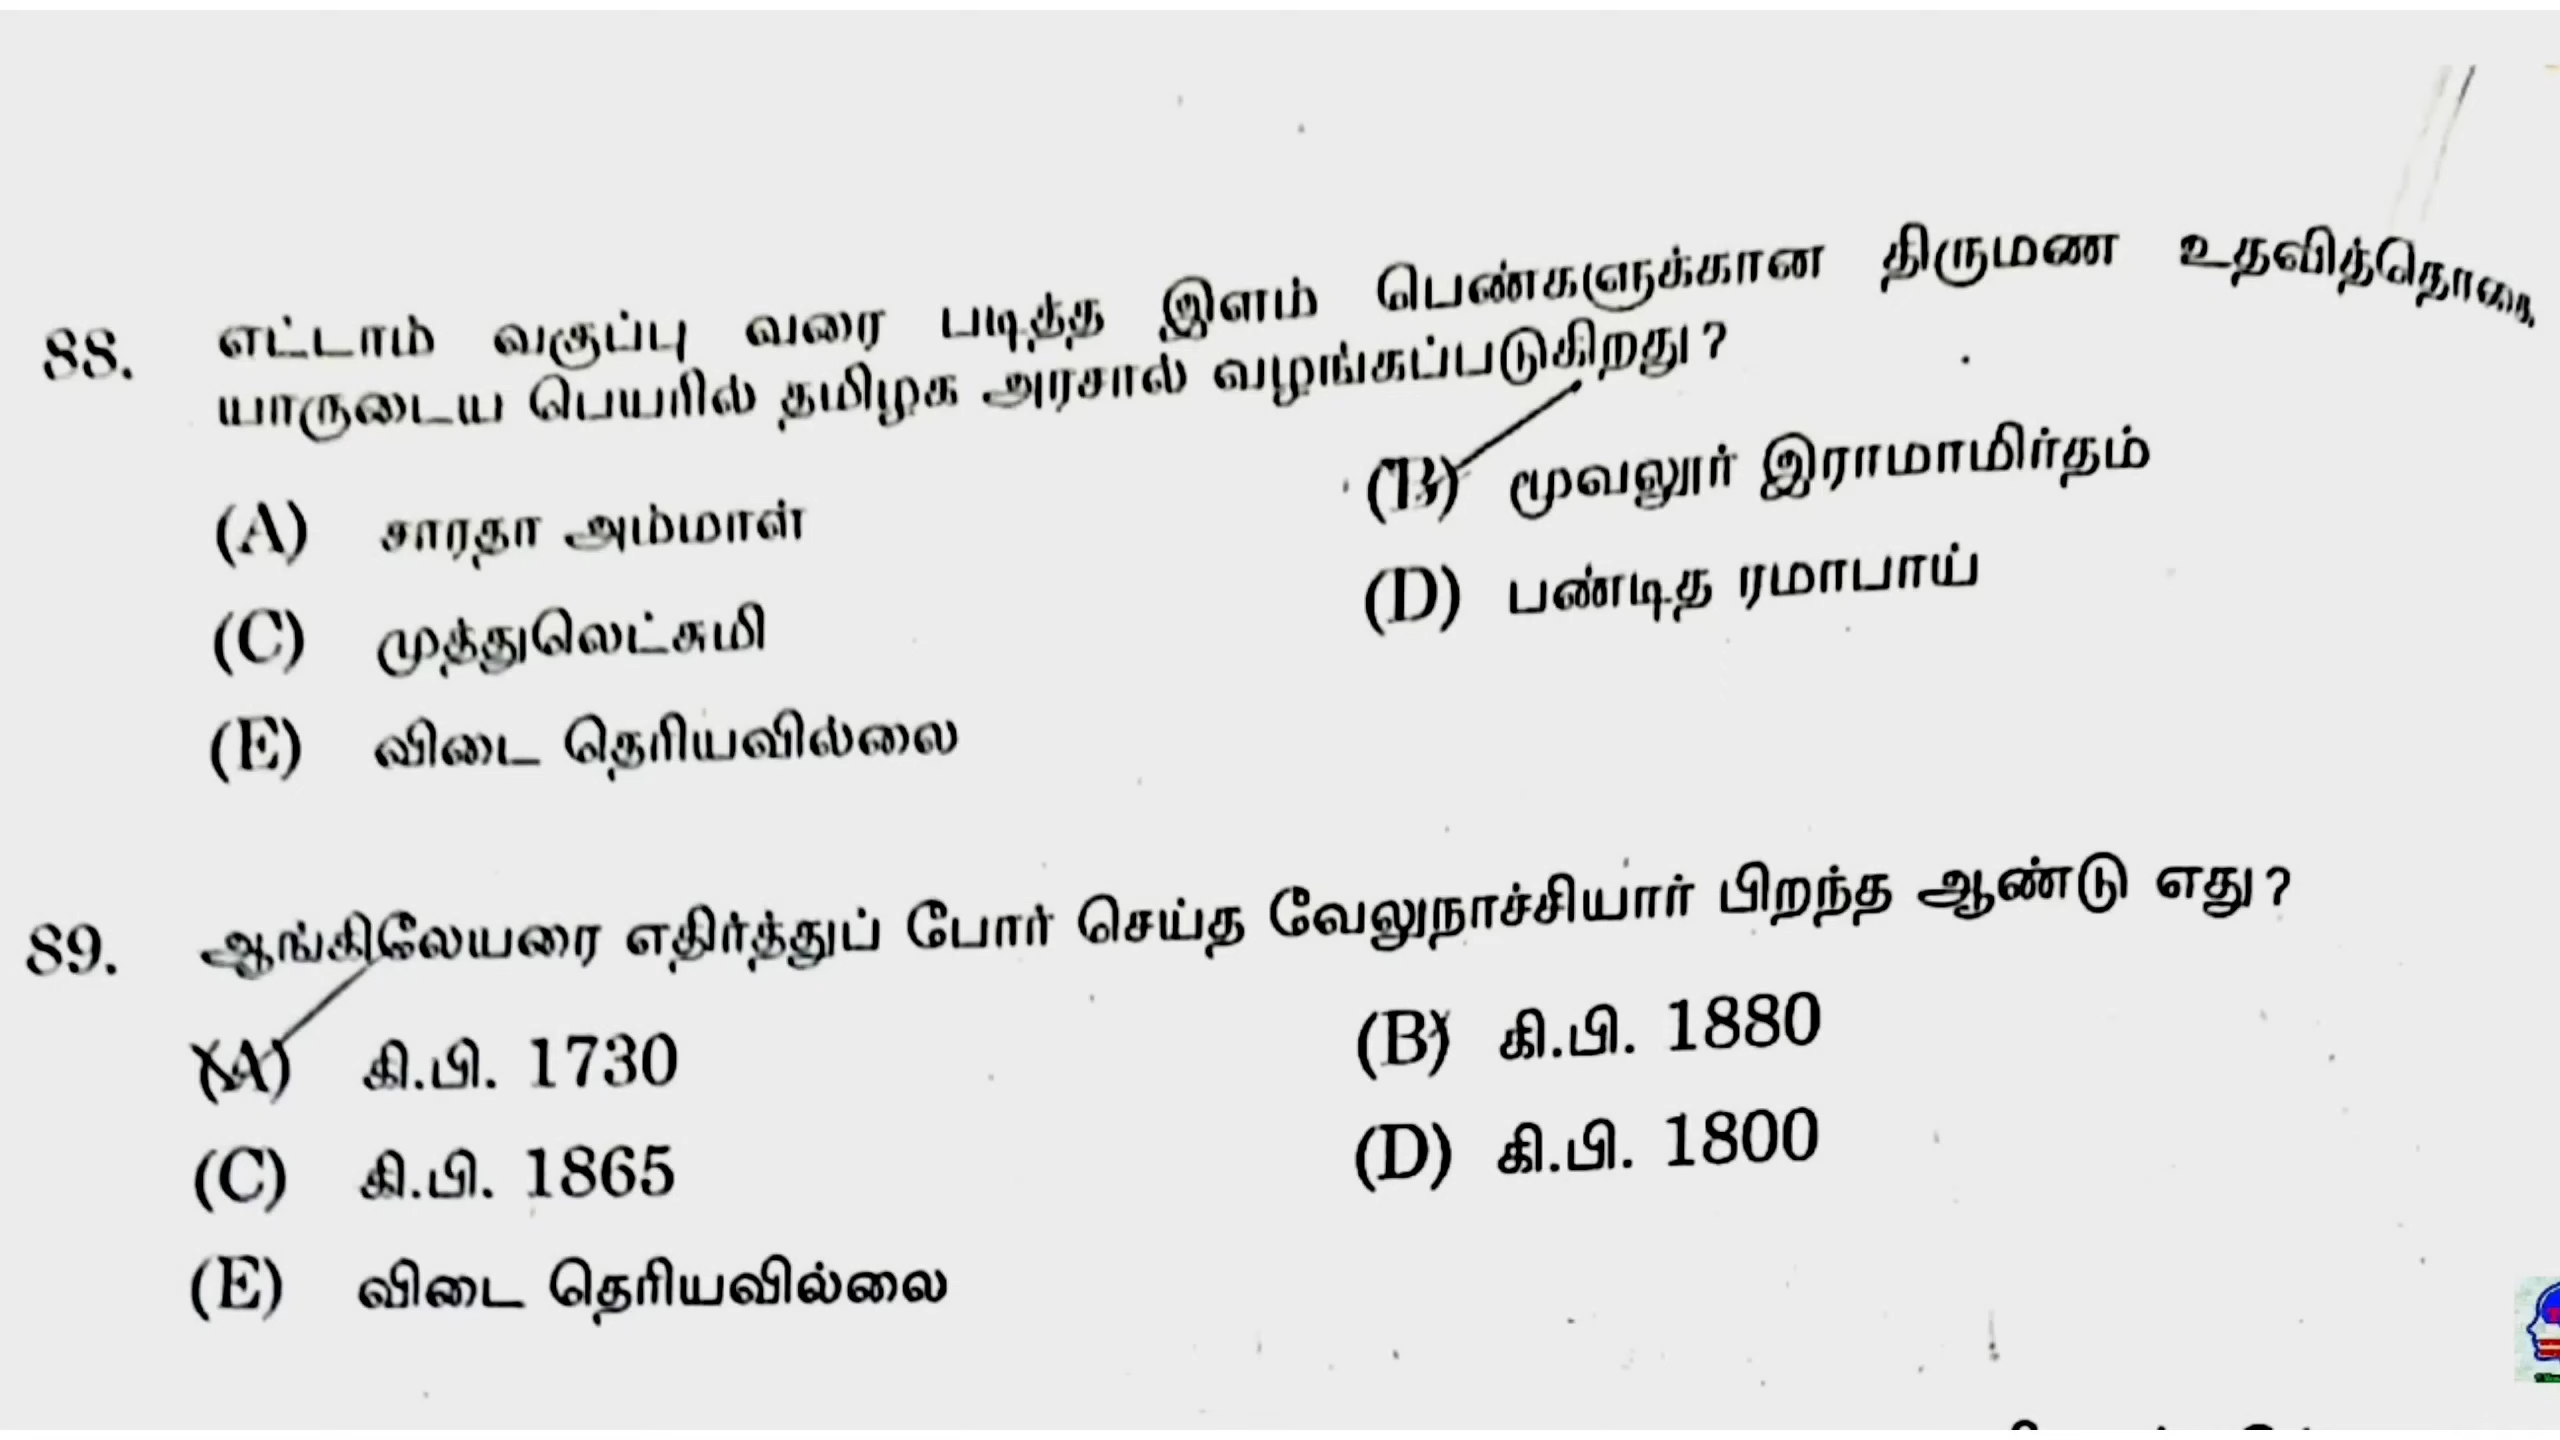 88. எட்டாம் வகுப்பு வரை படித்த இளம் பெண்களுக்கான திருமண உதவித்தொகை
யாருடைய பெயரில் தமிழக அரசால் வழங்கப்படுகிறது?
(A) சாரதா அம்மாள் (B) மூவலூர் இராமாமிர்தம்
(C) முத்துலெட்சுமி (D) பண்டித ரமாபாய்
(E) விடை தெரியவில்லை
89. ஆங்கிலேயரை எதிர்த்துப் போர் செய்த வேலுநாச்சியார் பிறந்த ஆண்டு எது?
(A) கி.பி. 1730 (B) கி.பி. 1880
(C) கி.பி. 1865 (D) கி.பி. 1800
(E) விடை தெரியவில்லை